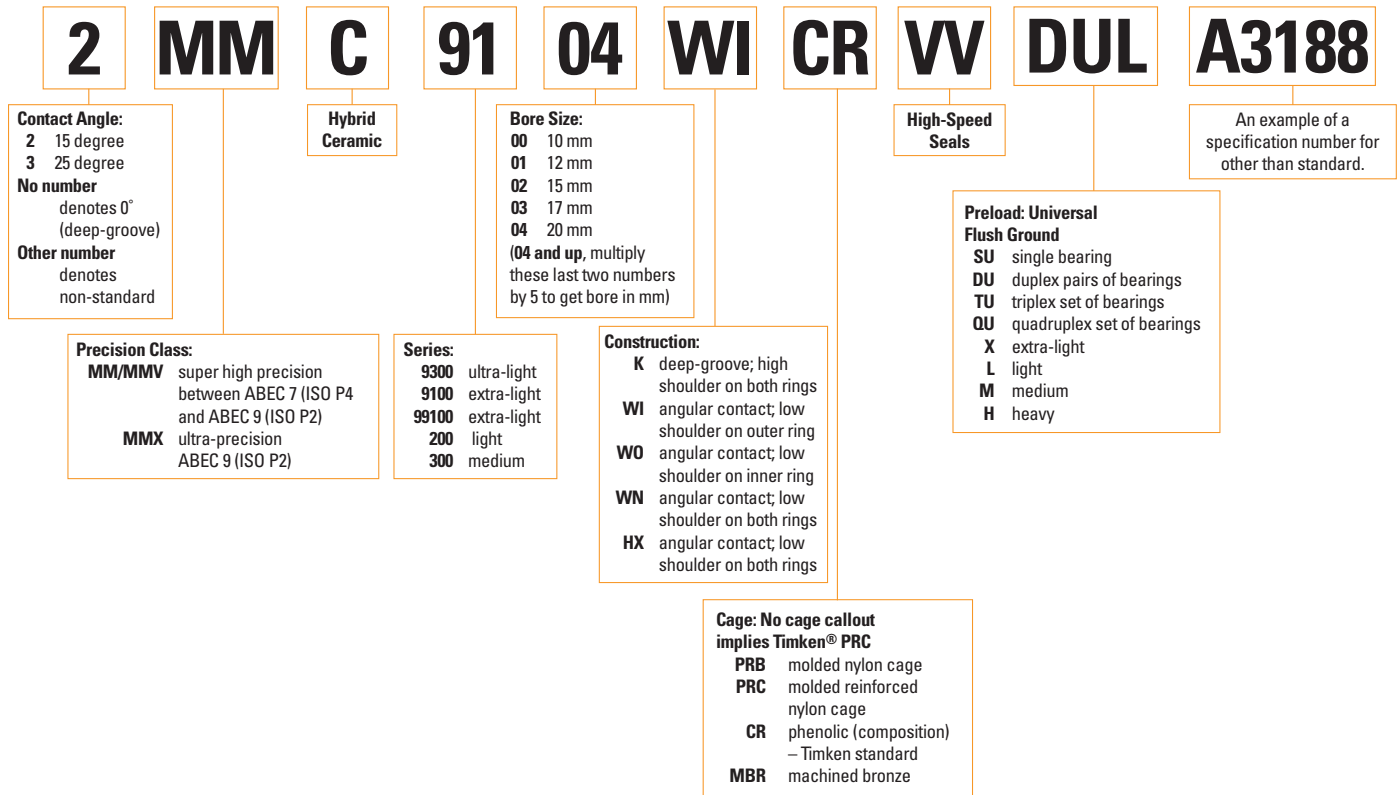 2 MM C 91 04 WI CR VV DUL A3188
Contact Angle:
2 15 degree
3 25 degree
No number
denotes 0°
(deep-groove)
Other number
denotes
non-standard
Hybrid
Ceramic
Bore Size:
00 10 mm
01 12 mm
02 15 mm
03 17 mm
04 20 mm
(04 and up, multiply
these last two numbers
by 5 to get bore in mm)
High-Speed
Seals
An example of a
specification number for
other than standard.
Precision Class:
MM/MMV super high precision
between ABEC 7 (ISO P4
and ABEC 9 (ISO P2)
MMX ultra-precision
ABEC 9 (ISO P2)
Series:
9300 ultra-light
9100 extra-light
99100 extra-light
200 light
300 medium
Construction:
K deep-groove; high
shoulder on both rings
WI angular contact; low
shoulder on outer ring
WO angular contact; low
shoulder on inner ring
WN angular contact; low
shoulder on both rings
HX angular contact; low
shoulder on both rings
Preload: Universal
Flush Ground
SU single bearing
DU duplex pairs of bearings
TU triplex set of bearings
QU quadruplex set of bearings
X extra-light
L light
M medium
H heavy
Cage: No cage callout
implies Timken® PRC
PRB molded nylon cage
PRC molded reinforced
nylon cage
CR phenolic (composition)
– Timken standard
MBR machined bronze